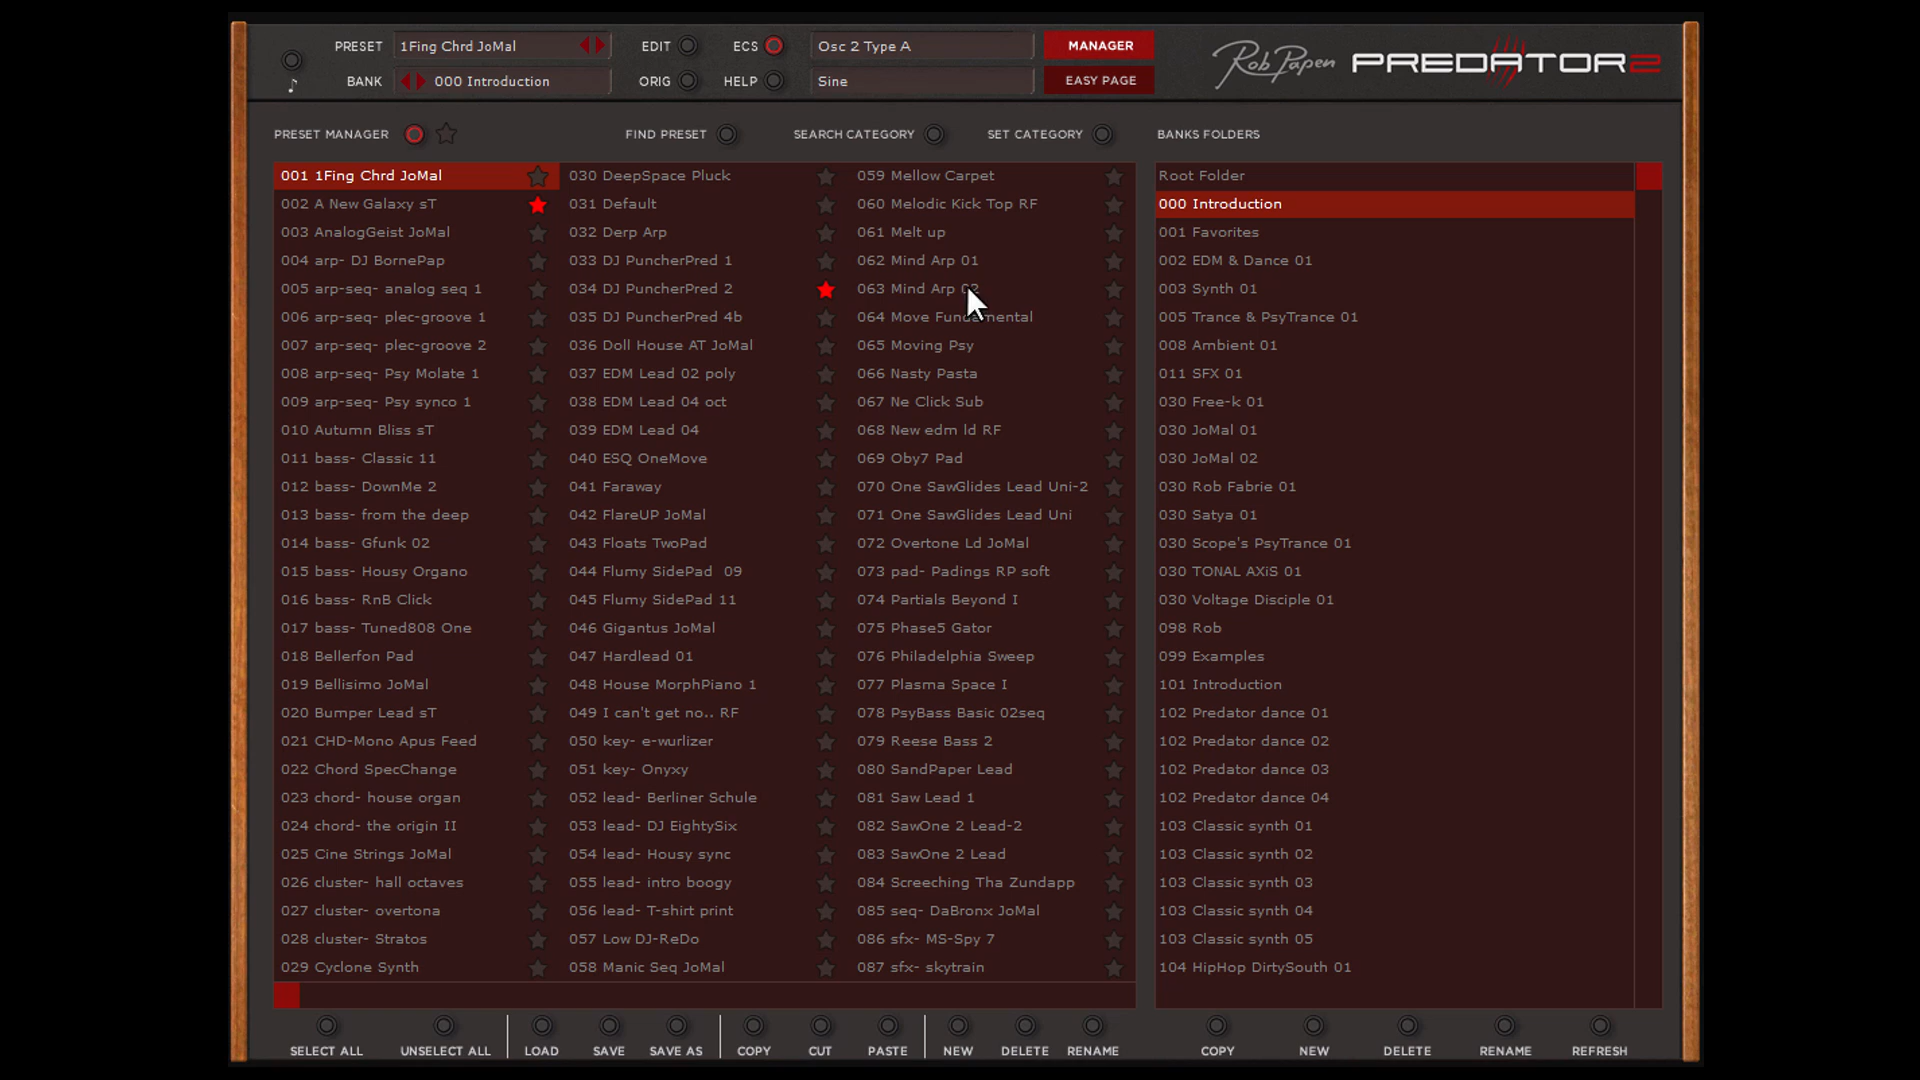 PRESET 1Fing Chrd JoMal EDIT ECS Osc 2 Type A MANAGER
BANK 000 Introduction ORIG HELP Sine EASY PAGE
Rob Papen PREDATOR2
PRESET MANAGER FIND PRESET SEARCH CATEGORY SET CATEGORY BANKS FOLDERS
001 1Fing Chrd JoMal
002 A New Galaxy sT
003 AnalogGeist JoMal
004 arp- DJ BornePap
005 arp-seq- analog seq 1
006 arp-seq- plec-groove 1
007 arp-seq- plec-groove 2
008 arp-seq- Psy Molate 1
009 arp-seq- Psy synco 1
010 Autumn Bliss sT
011 bass- Classic 11
012 bass- DownMe 2
013 bass- from the deep
014 bass- Gfunk 02
015 bass- Housy Organo
016 bass- RnB Click
017 bass- Tuned808 One
018 Bellerfon Pad
019 Bellisimo JoMal
020 Bumper Lead sT
021 CHD-Mono Apus Feed
022 Chord SpecChange
023 chord- house organ
024 chord- the origin II
025 Cine Strings JoMal
026 cluster- hall octaves
027 cluster- overtona
028 cluster- Stratos
029 Cyclone Synth
030 DeepSpace Pluck
031 Default
032 Derp Arp
033 DJ PuncherPred 1
034 DJ PuncherPred 2
035 DJ PuncherPred 4b
036 Doll House AT JoMal
037 EDM Lead 02 poly
038 EDM Lead 04 oct
039 EDM Lead 04
040 ESQ OneMove
041 Faraway
042 FlareUP JoMal
043 Floats TwoPad
044 Flumy SidePad 09
045 Flumy SidePad 11
046 Gigantus JoMal
047 Hardlead 01
048 House MorphPiano 1
049 I can't get no.. RF
050 key- e-wurlizer
051 key- Onyxy
052 lead- Berliner Schule
053 lead- DJ EightySix
054 lead- Housy sync
055 lead- intro boogy
056 lead- T-shirt print
057 Low DJ-ReDo
058 Manic Seq JoMal
059 Mellow Carpet
060 Melodic Kick Top RF
061 Melt up
062 Mind Arp 01
063 Mind Arp 02
064 Move Fundamental
065 Moving Psy
066 Nasty Pasta
067 Ne Click Sub
068 New edm ld RF
069 Oby7 Pad
070 One SawGlides Lead Uni-2
071 One SawGlides Lead Uni
072 Overtone Ld JoMal
073 pad- Padings RP soft
074 Partials Beyond I
075 Phase5 Gator
076 Philadelphia Sweep
077 Plasma Space I
078 PsyBass Basic 02seq
079 Reese Bass 2
080 SandPaper Lead
081 Saw Lead 1
082 SawOne 2 Lead-2
083 SawOne 2 Lead
084 Screeching Tha Zundapp
085 seq- DaBronx JoMal
086 sfx- MS-Spy 7
087 sfx- skytrain
Root Folder
000 Introduction
001 Favorites
002 EDM & Dance 01
003 Synth 01
005 Trance & PsyTrance 01
008 Ambient 01
011 SFX 01
030 Free-k 01
030 JoMal 01
030 JoMal 02
030 Rob Fabrie 01
030 Satya 01
030 Scope's PsyTrance 01
030 TONAL AXiS 01
030 Voltage Disciple 01
098 Rob
099 Examples
101 Introduction
102 Predator dance 01
102 Predator dance 02
102 Predator dance 03
102 Predator dance 04
103 Classic synth 01
103 Classic synth 02
103 Classic synth 03
103 Classic synth 04
103 Classic synth 05
104 HipHop DirtySouth 01
SELECT ALL UNSELECT ALL LOAD SAVE SAVE AS COPY CUT PASTE NEW DELETE RENAME COPY NEW DELETE RENAME REFRESH